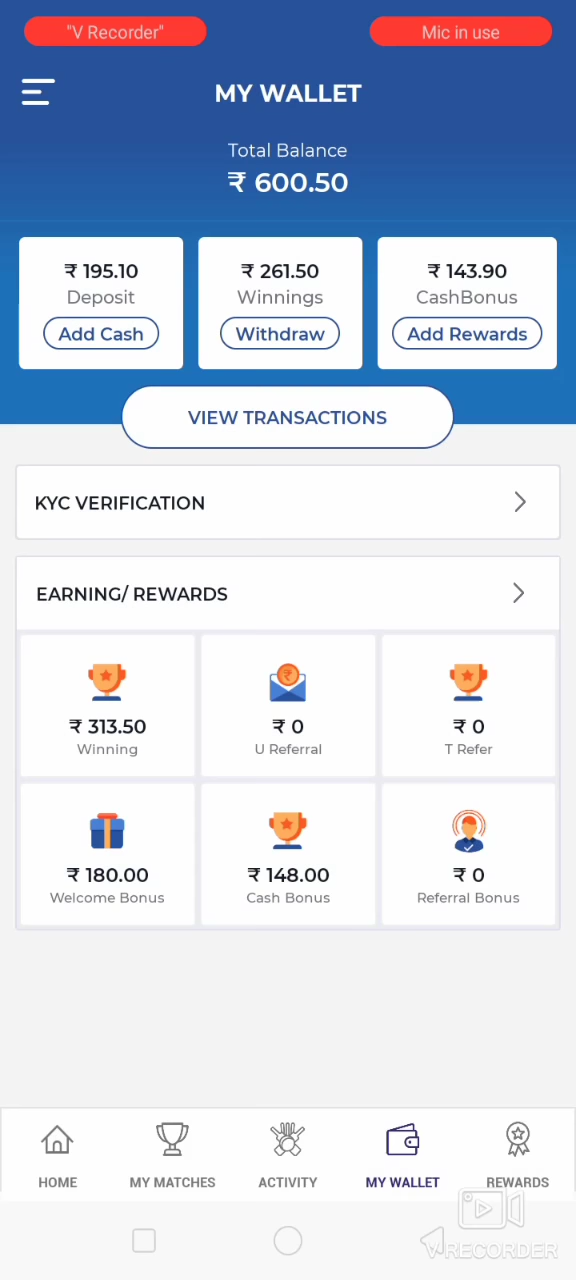 "V Recorder" Mic in use
MY WALLET
Total Balance
₹ 600.50
₹ 195.10 ₹ 261.50 ₹ 143.90
Deposit Winnings CashBonus
Add Cash Withdraw Add Rewards
VIEW TRANSACTIONS
KYC VERIFICATION
EARNING/ REWARDS
₹ 313.50 ₹ 0 ₹ 0
Winning U Referral T Refer
₹ 180.00 ₹ 148.00 ₹ 0
Welcome Bonus Cash Bonus Referral Bonus
HOME MY MATCHES ACTIVITY MY WALLET REWARDS
V RECORDER